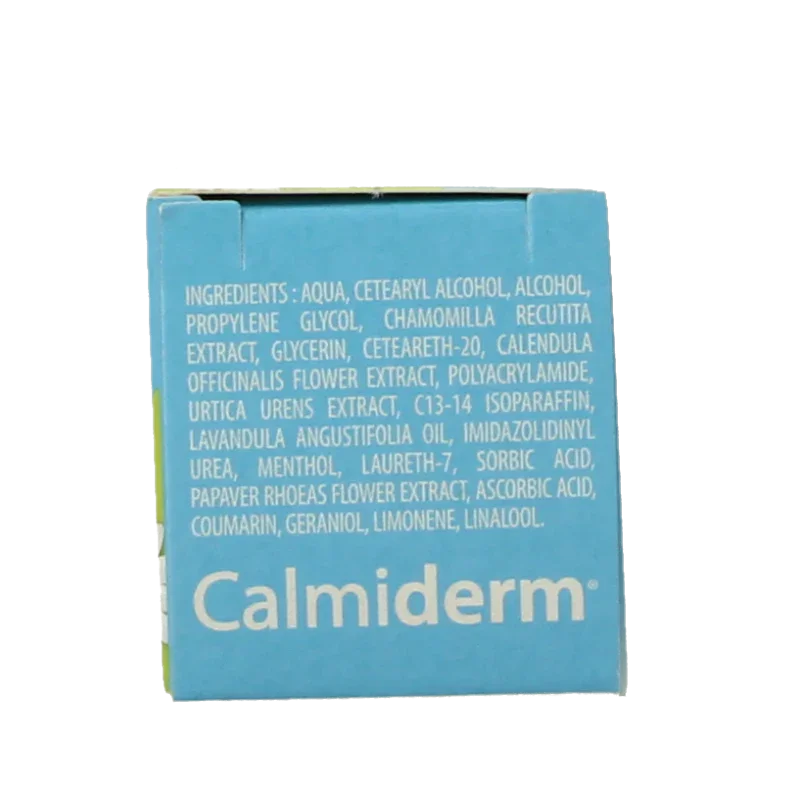 INGREDIENTS : AQUA, CETEARYL ALCOHOL, ALCOHOL,
PROPYLENE GLYCOL, CHAMOMILLA RECUTITA
EXTRACT, GLYCERIN, CETEARETH-20, CALENDULA
OFFICINALIS FLOWER EXTRACT, POLYACRYLAMIDE,
URTICA URENS EXTRACT, C13-14 ISOPARAFFIN,
LAVANDULA ANGUSTIFOLIA OIL, IMIDAZOLIDINYL
UREA, MENTHOL, LAURETH-7, SORBIC ACID,
PAPAVER RHOEAS FLOWER EXTRACT, ASCORBIC ACID,
COUMARIN, GERANIOL, LIMONENE, LINALOOL.
Calmiderm®